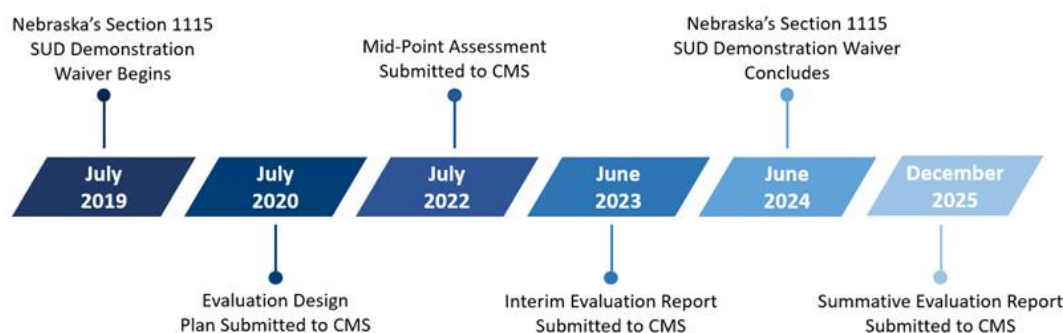 Nebraska's Section 1115
SUD Demonstration
Waiver Begins
Mid-Point Assessment
Submitted to CMS
Nebraska's Section 1115
SUD Demonstration Waiver
Concludes
July
2019
July
2020
July
2022
June
2023
June
2024
December
2025
Evaluation Design
Plan Submitted to CMS
Interim Evaluation Report
Submitted to CMS
Summative Evaluation Report
Submitted to CMS